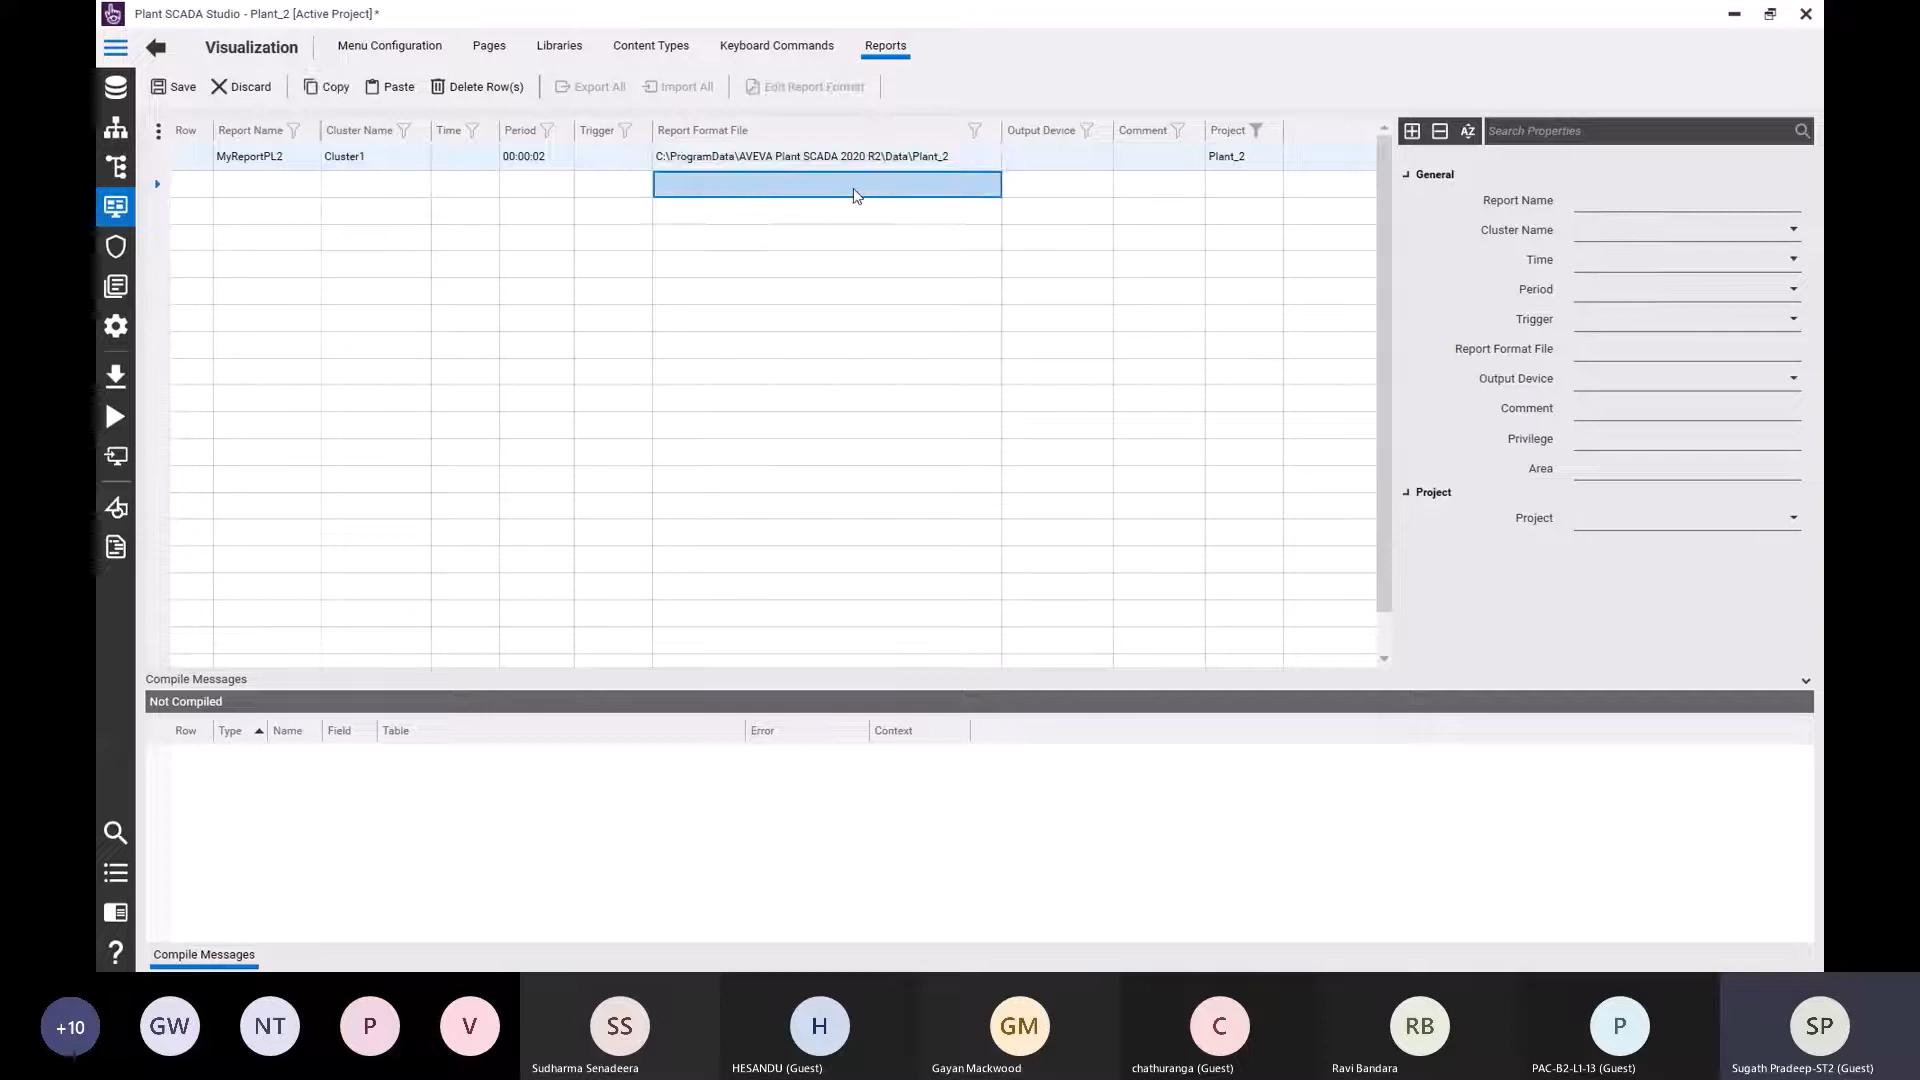 Plant SCADA Studio - Plant_2 [Active Project]*
Visualization
Menu Configuration Pages Libraries Content Types Keyboard Commands Reports
Save Discard Copy Paste Delete Row(s) Export All Import All Edit Report Format
Row Report Name Cluster Name Time Period Trigger Report Format File Output Device Comment Project
MyReportPL2 Cluster1 00:00:02 C:\ProgramData\AVEVA Plant SCADA 2020 R2\Data\Plant_2 Plant_2
AZ Search Properties
General
Report Name
Cluster Name
Time
Period
Trigger
Report Format File
Output Device
Comment
Privilege
Area
Project
Project
Compile Messages
Not Compiled
Row Type Name Field Table Error Context
Compile Messages
?
+10 GW NT P V SS H GM C RB P SP
Sudharma Senadeera HESANDU (Guest) Gayan Mackwood chathuranga (Guest) Ravi Bandara PAC-B2-L1-13 (Guest) Sugath Pradeep-ST2 (Guest)